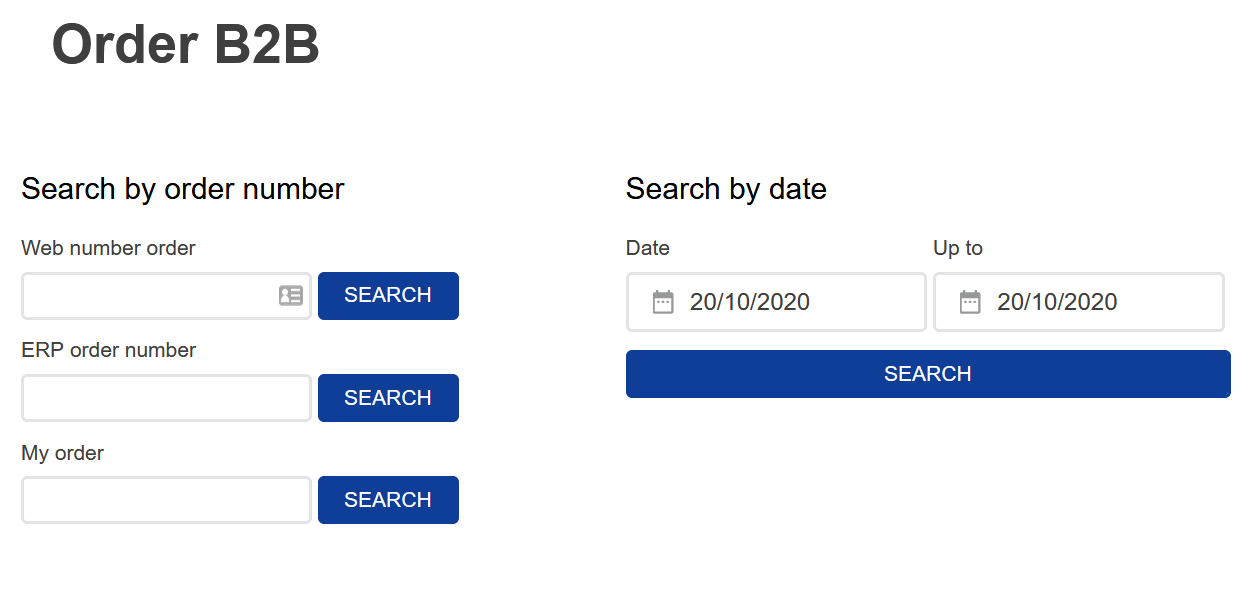 Order B2B
Search by order number
Web number order
SEARCH
ERP order number
SEARCH
My order
SEARCH
Search by date
Date
Up to
20/10/2020
20/10/2020
SEARCH